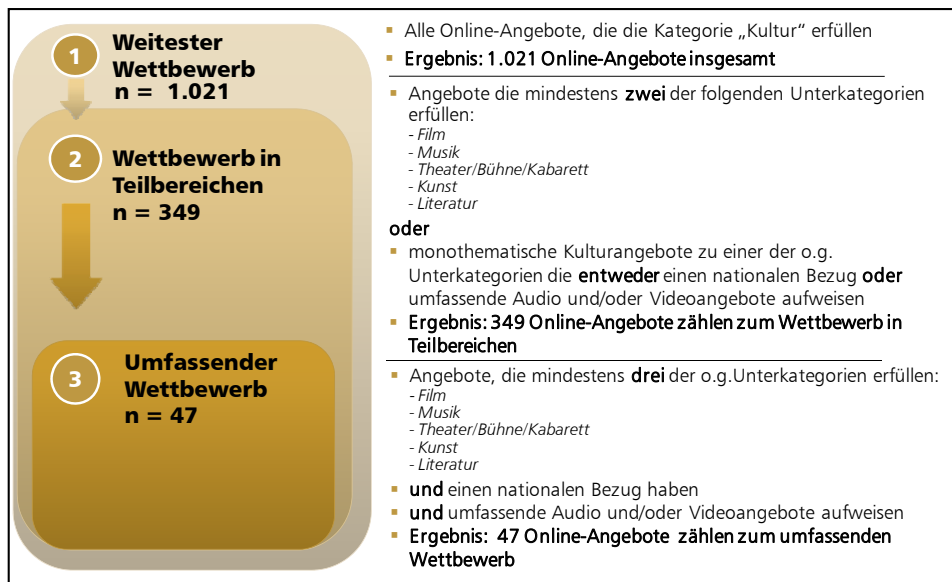 1
Weitester
Wettbewerb
n = 1.021
2
Wettbewerb in
Teilbereichen
n = 349
3
Umfassender
Wettbewerb
n = 47
▪ Alle Online-Angebote, die die Kategorie „Kultur" erfüllen
▪ Ergebnis: 1.021 Online-Angebote insgesamt
▪ Angebote die mindestens zwei der folgenden Unterkategorien
erfüllen:
- Film
- Musik
- Theater/Bühne/Kabarett
- Kunst
- Literatur
oder
▪ monothematische Kulturangebote zu einer der o.g.
Unterkategorien die entweder einen nationalen Bezug oder
umfassende Audio und/oder Videoangebote aufweisen
▪ Ergebnis: 349 Online-Angebote zählen zum Wettbewerb in
Teilbereichen
▪ Angebote, die mindestens drei der o.g.Unterkategorien erfüllen:
- Film
- Musik
- Theater/Bühne/Kabarett
- Kunst
- Literatur
▪ und einen nationalen Bezug haben
▪ und umfassende Audio und/oder Videoangebote aufweisen
▪ Ergebnis: 47 Online-Angebote zählen zum umfassenden
Wettbewerb